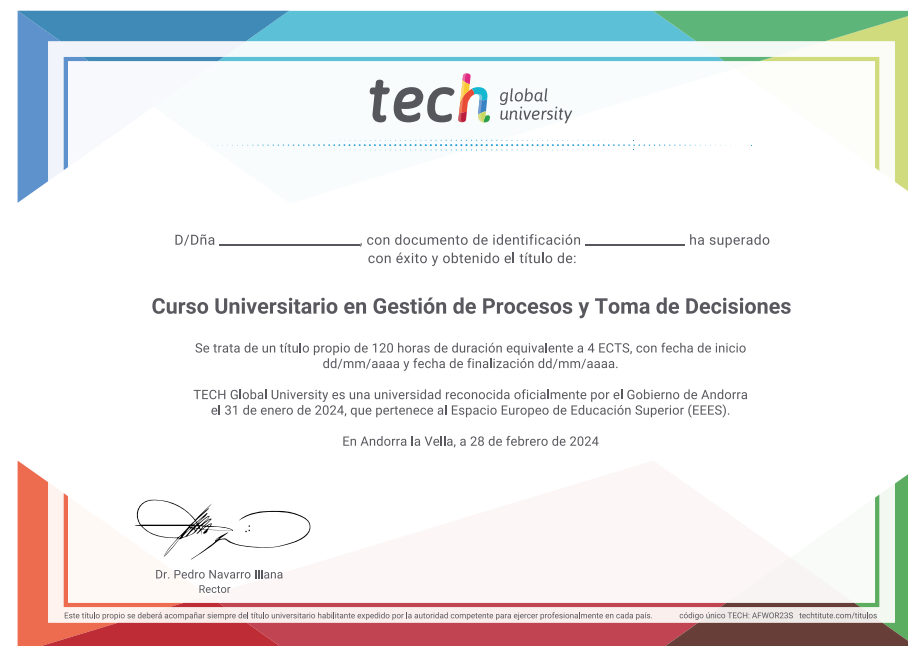 tech global university
D/Dña ______________, con documento de identificación __________ ha superado
con éxito y obtenido el título de:
Curso Universitario en Gestión de Procesos y Toma de Decisiones
Se trata de un título propio de 120 horas de duración equivalente a 4 ECTS, con fecha de inicio
dd/mm/aaaa y fecha de finalización dd/mm/aaaa.
TECH Global University es una universidad reconocida oficialmente por el Gobierno de Andorra
el 31 de enero de 2024, que pertenece al Espacio Europeo de Educación Superior (EEES).
En Andorra la Vella, a 28 de febrero de 2024
Dr. Pedro Navarro Illana
Rector
Este título propio se deberá acompañar siempre del título universitario habilitante expedido por la autoridad competente para ejercer profesionalmente en cada país. código único TECH: AFWOR23S techtitute.com/titulos